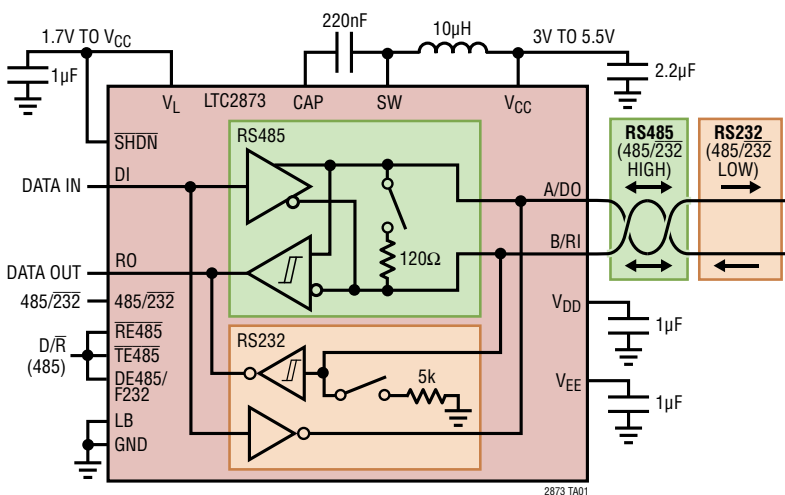 220nF
10µH
1.7V TO VCC
3V TO 5.5V
1µF
2.2µF
VL
LTC2873
CAP
SW
VCC
SHDN
RS485
RS485
(485/232
HIGH)
RS232
(485/232
LOW)
DATA IN
DI
A/DO
B/RI
120Ω
DATA OUT
RO
485/232
485/232
VDD
1µF
RE485
D/R
(485)
TE485
DE485/
F232
RS232
5k
VEE
1µF
LB
GND
2873 TA01